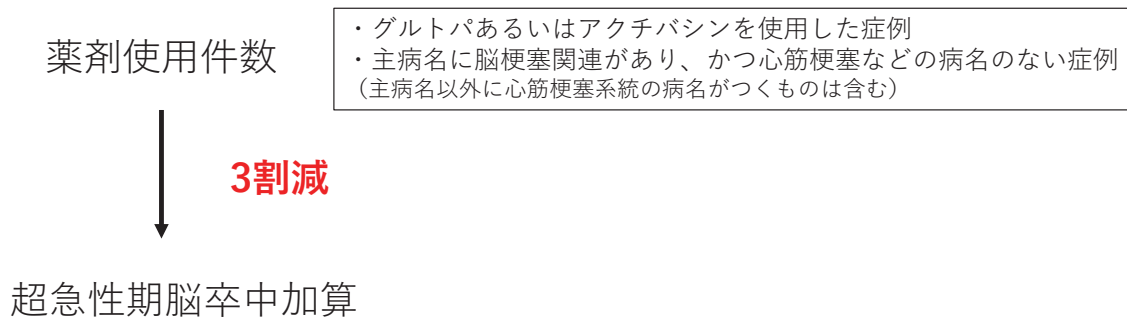 薬剤使用件数
・グルトパあるいはアクチバシンを使用した症例
・主病名に脳梗塞関連があり、かつ心筋梗塞などの病名のない症例
（主病名以外に心筋梗塞系統の病名がつくものは含む）
3割減
超急性期脳卒中加算